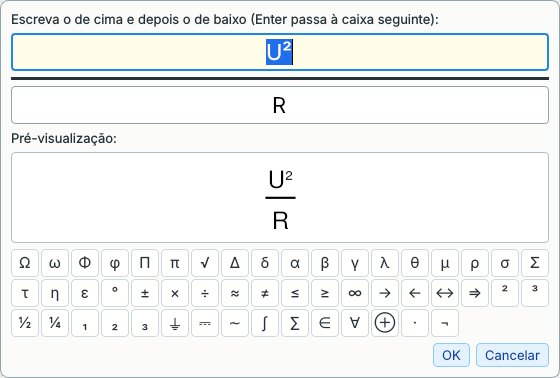 Escreva o de cima e depois o de baixo (Enter passa à caixa seguinte):
U²
R
Pré-visualização:
U²
R
Ω ω Φ φ Π π √ Δ δ α β γ λ θ μ ρ σ Σ
τ η ε ° ± × ÷ ≈ ≠ ≤ ≥ ∞ → ← ↔ ⇒ ² ³
½ ¼ ₁ ₂ ₃ ⏚ ⎓ ∼ ∫ ∑ ∈ ∀ ⊕ · ¬
OK Cancelar